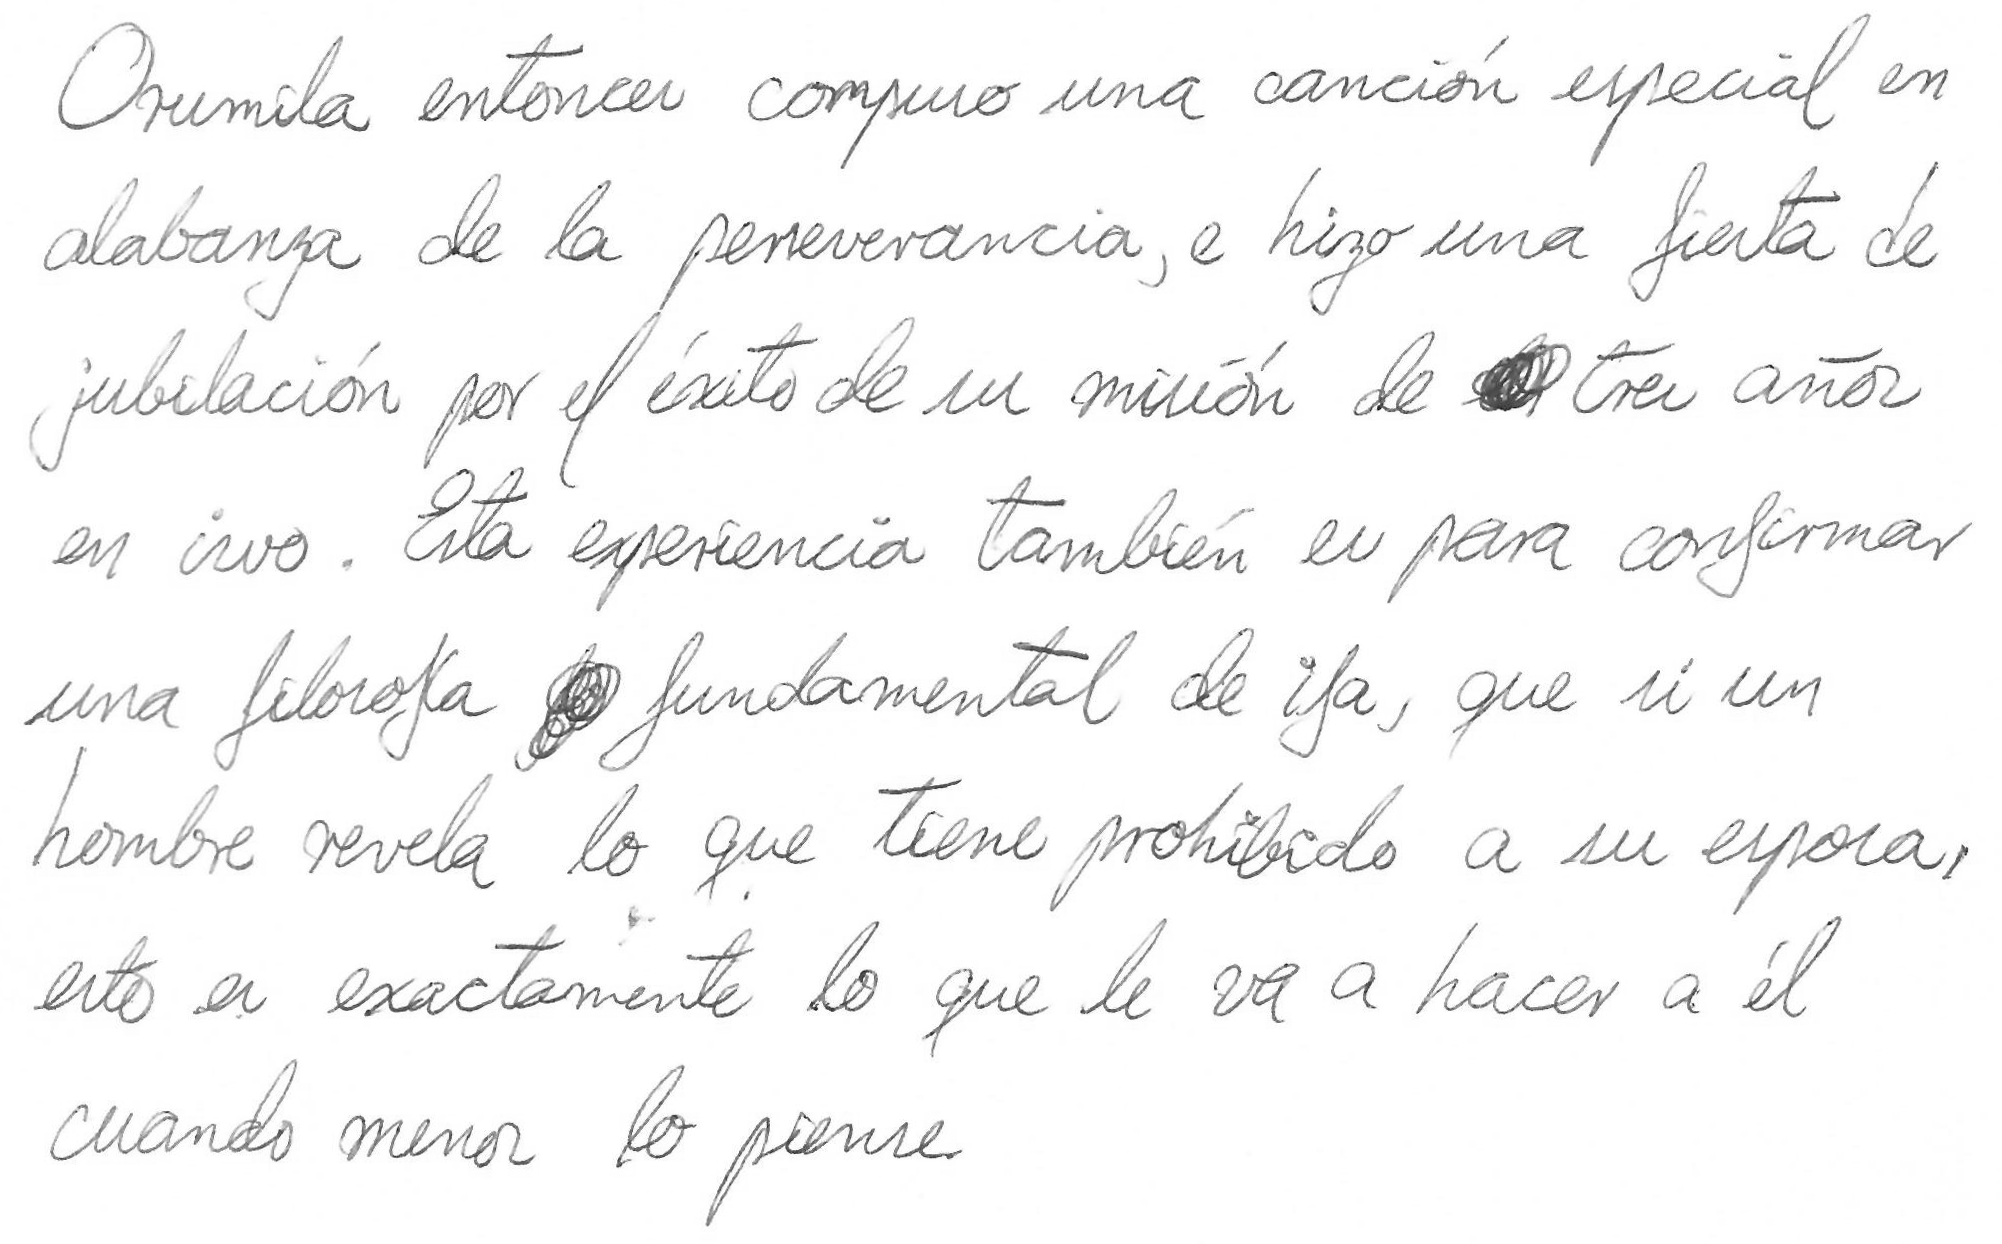 Orumila entonces compuso una canción especial en
alabanza de la perseverancia, e hizo una fiesta de
jubilación por el éxito de su misión de tres años
en iwo. Esta experiencia también es para confirmar
una filosofía fundamental de ifa, que si un
hombre revela lo que tiene prohibido a su esposa,
esto es exactamente lo que le va a hacer a él
cuando menos lo piense.